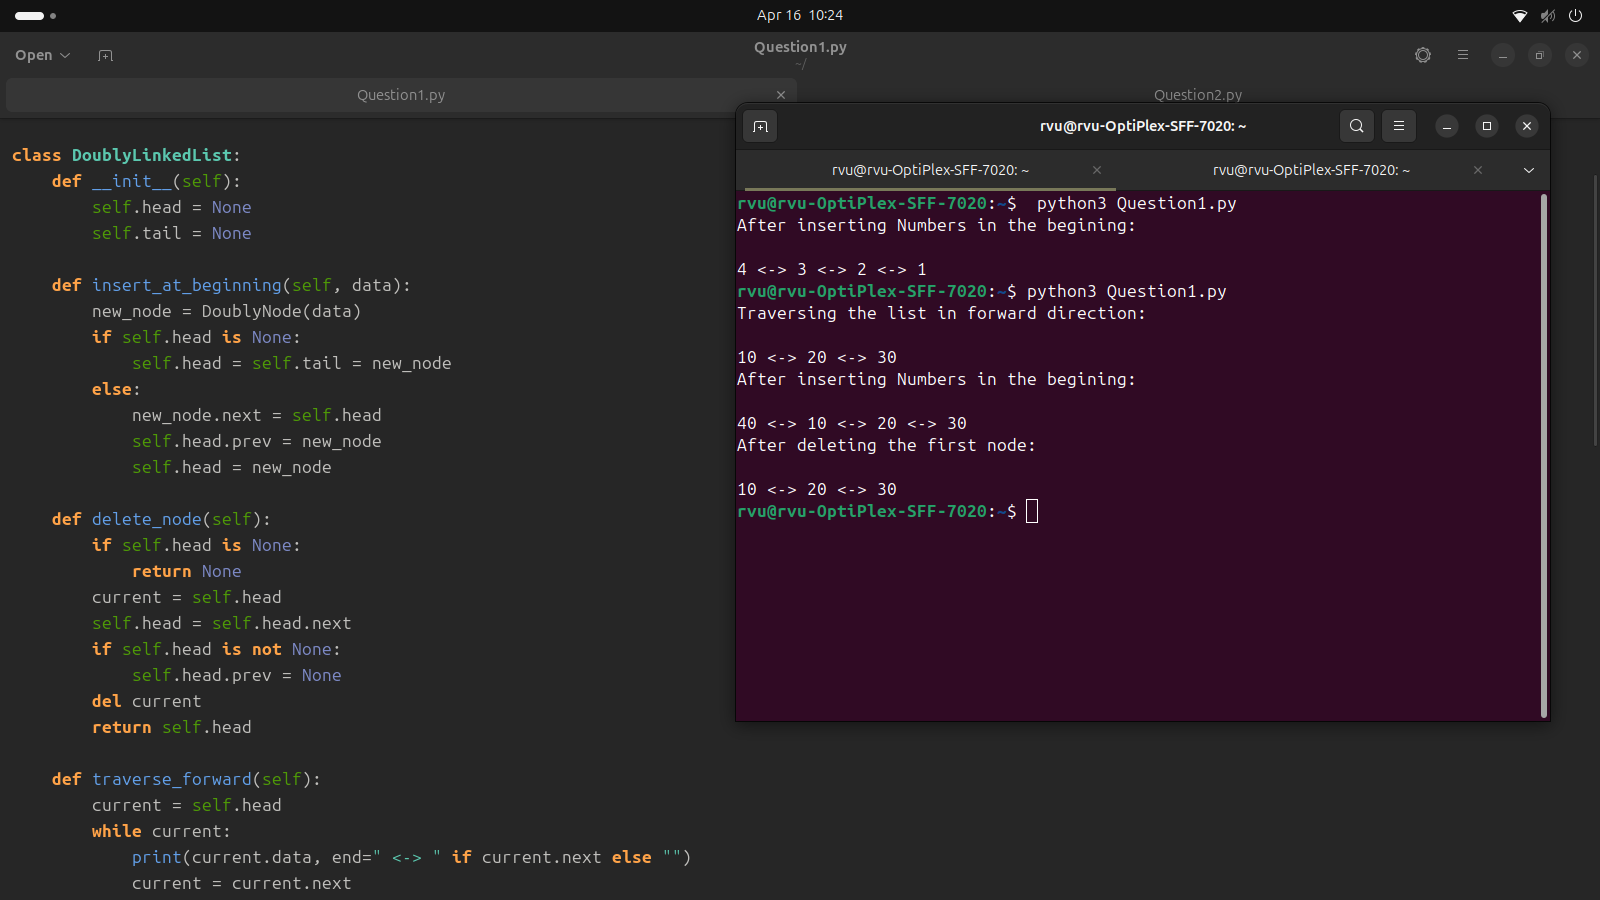 Apr 16 10:24
Open
Question1.py
~/
Question1.py
Question2.py
class DoublyLinkedList:
    def __init__(self):
        self.head = None
        self.tail = None
    def insert_at_beginning(self, data):
        new_node = DoublyNode(data)
        if self.head is None:
            self.head = self.tail = new_node
        else:
            new_node.next = self.head
            self.head.prev = new_node
            self.head = new_node
    def delete_node(self):
        if self.head is None:
            return None
        current = self.head
        self.head = self.head.next
        if self.head is not None:
            self.head.prev = None
        del current
        return self.head
    def traverse_forward(self):
        current = self.head
        while current:
            print(current.data, end=" <-> " if current.next else "")
            current = current.next
rvu@rvu-OptiPlex-SFF-7020: ~
rvu@rvu-OptiPlex-SFF-7020: ~
rvu@rvu-OptiPlex-SFF-7020: ~
rvu@rvu-OptiPlex-SFF-7020:~$  python3 Question1.py
After inserting Numbers in the begining:
4 <-> 3 <-> 2 <-> 1
rvu@rvu-OptiPlex-SFF-7020:~$ python3 Question1.py
Traversing the list in forward direction:
10 <-> 20 <-> 30
After inserting Numbers in the begining:
40 <-> 10 <-> 20 <-> 30
After deleting the first node:
10 <-> 20 <-> 30
rvu@rvu-OptiPlex-SFF-7020:~$